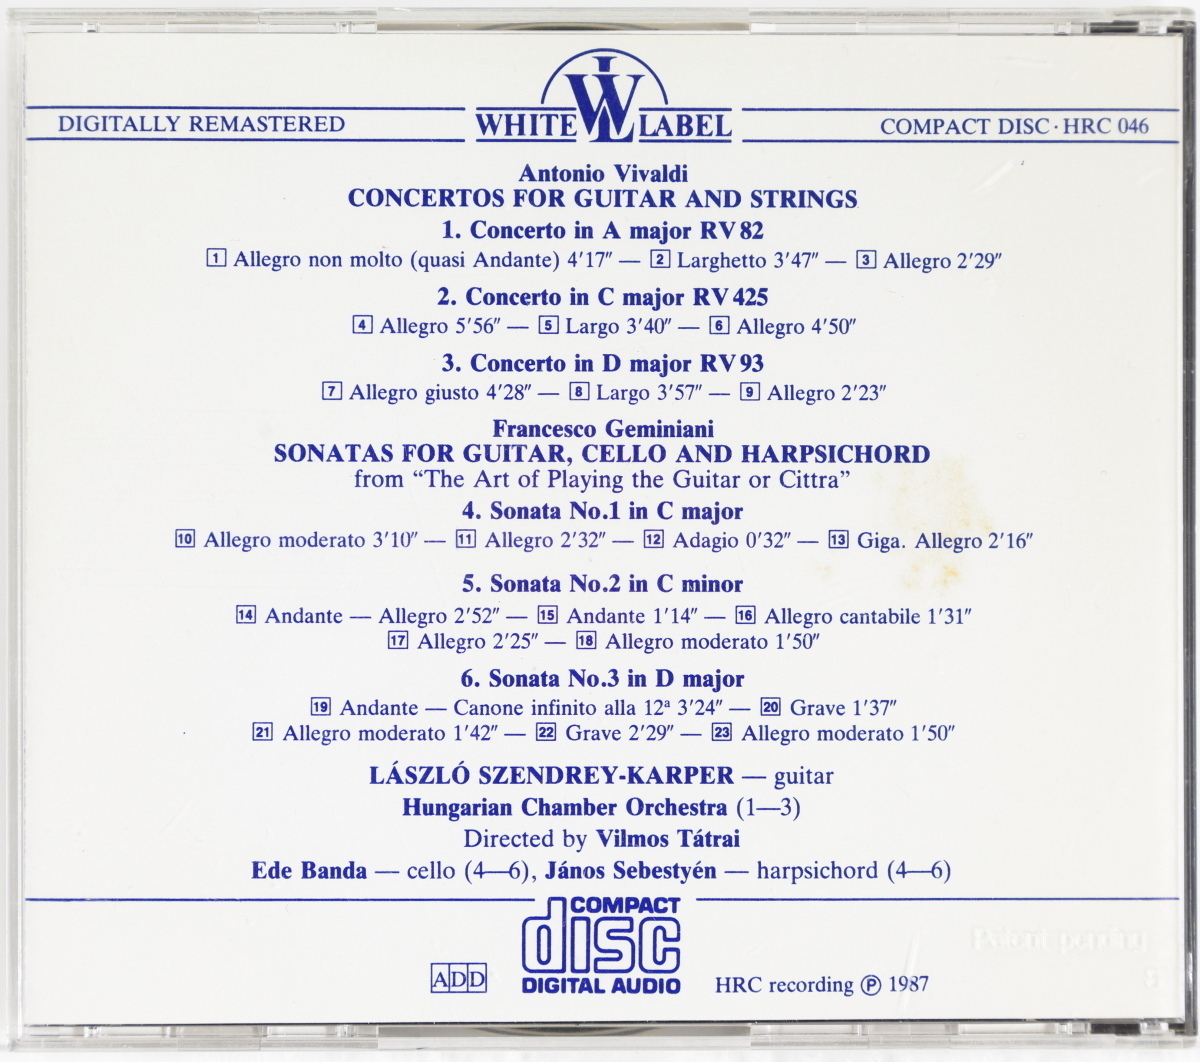 WL
DIGITALLY REMASTERED
WHITE LABEL
COMPACT DISC · HRC 046
Antonio Vivaldi
CONCERTOS FOR GUITAR AND STRINGS
1. Concerto in A major RV 82
1 Allegro non molto (quasi Andante) 4′17″ — 2 Larghetto 3′47″ — 3 Allegro 2′29″
2. Concerto in C major RV 425
4 Allegro 5′56″ — 5 Largo 3′40″ — 6 Allegro 4′50″
3. Concerto in D major RV 93
7 Allegro giusto 4′28″ — 8 Largo 3′57″ — 9 Allegro 2′23″
Francesco Geminiani
SONATAS FOR GUITAR, CELLO AND HARPSICHORD
from “The Art of Playing the Guitar or Cittra”
4. Sonata No.1 in C major
10 Allegro moderato 3′10″ — 11 Allegro 2′32″ — 12 Adagio 0′32″ — 13 Giga. Allegro 2′16″
5. Sonata No.2 in C minor
14 Andante — Allegro 2′52″ — 15 Andante 1′14″ — 16 Allegro cantabile 1′31″
17 Allegro 2′25″ — 18 Allegro moderato 1′50″
6. Sonata No.3 in D major
19 Andante — Canone infinito alla 12ª 3′24″ — 20 Grave 1′37″
21 Allegro moderato 1′42″ — 22 Grave 2′29″ — 23 Allegro moderato 1′50″
LÁSZLÓ SZENDREY-KARPER — guitar
Hungarian Chamber Orchestra (1—3)
Directed by Vilmos Tátrai
Ede Banda — cello (4—6), János Sebestyén — harpsichord (4—6)
COMPACT
disc
DIGITAL AUDIO
ADD
HRC recording ℗ 1987
Patent pending